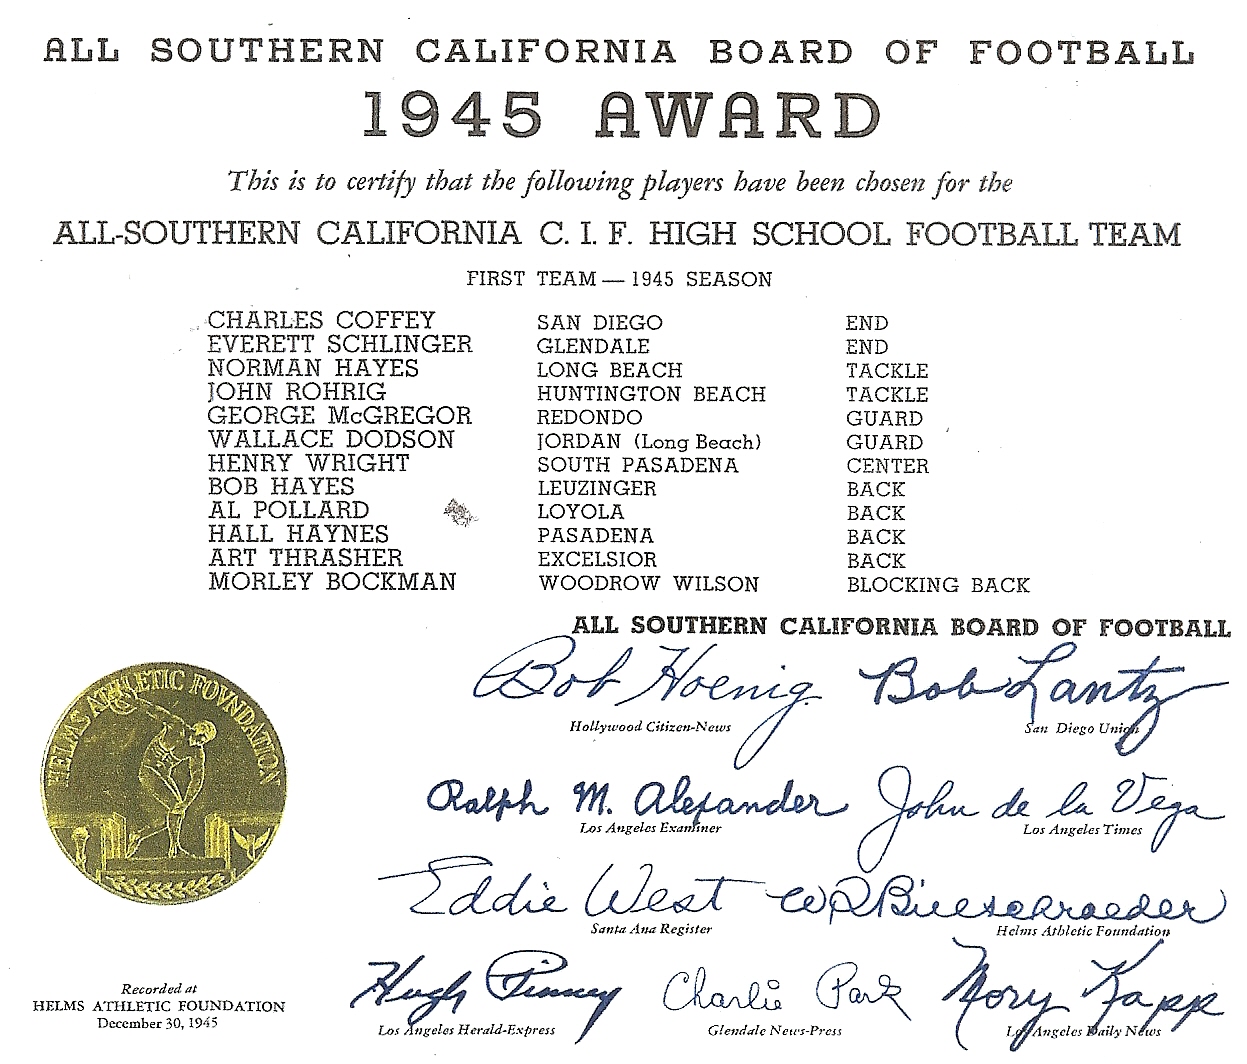 ALL SOUTHERN CALIFORNIA BOARD OF FOOTBALL
1945 AWARD
This is to certify that the following players have been chosen for the
ALL-SOUTHERN CALIFORNIA C. I. F. HIGH SCHOOL FOOTBALL TEAM
FIRST TEAM — 1945 SEASON
CHARLES COFFEY SAN DIEGO END
EVERETT SCHLINGER GLENDALE END
NORMAN HAYES LONG BEACH TACKLE
JOHN ROHRIG HUNTINGTON BEACH TACKLE
GEORGE McGREGOR REDONDO GUARD
WALLACE DODSON JORDAN (Long Beach) GUARD
HENRY WRIGHT SOUTH PASADENA CENTER
BOB HAYES LEUZINGER BACK
AL POLLARD LOYOLA BACK
HALL HAYNES PASADENA BACK
ART THRASHER EXCELSIOR BACK
MORLEY BOCKMAN WOODROW WILSON BLOCKING BACK
ALL SOUTHERN CALIFORNIA BOARD OF FOOTBALL
Bob Hoenig Bob Lantz
Hollywood Citizen-News San Diego Union
Ralph M. Alexander John de la Vega
Los Angeles Examiner Los Angeles Times
Eddie West
Santa Ana Register Helms Athletic Foundation
Hugh Pinney Charlie Park Mory Kapp
Los Angeles Herald-Express Glendale News-Press Los Angeles Daily News
HELMS ATHLETIC FOUNDATION
Recorded at
HELMS ATHLETIC FOUNDATION
December 30, 1945